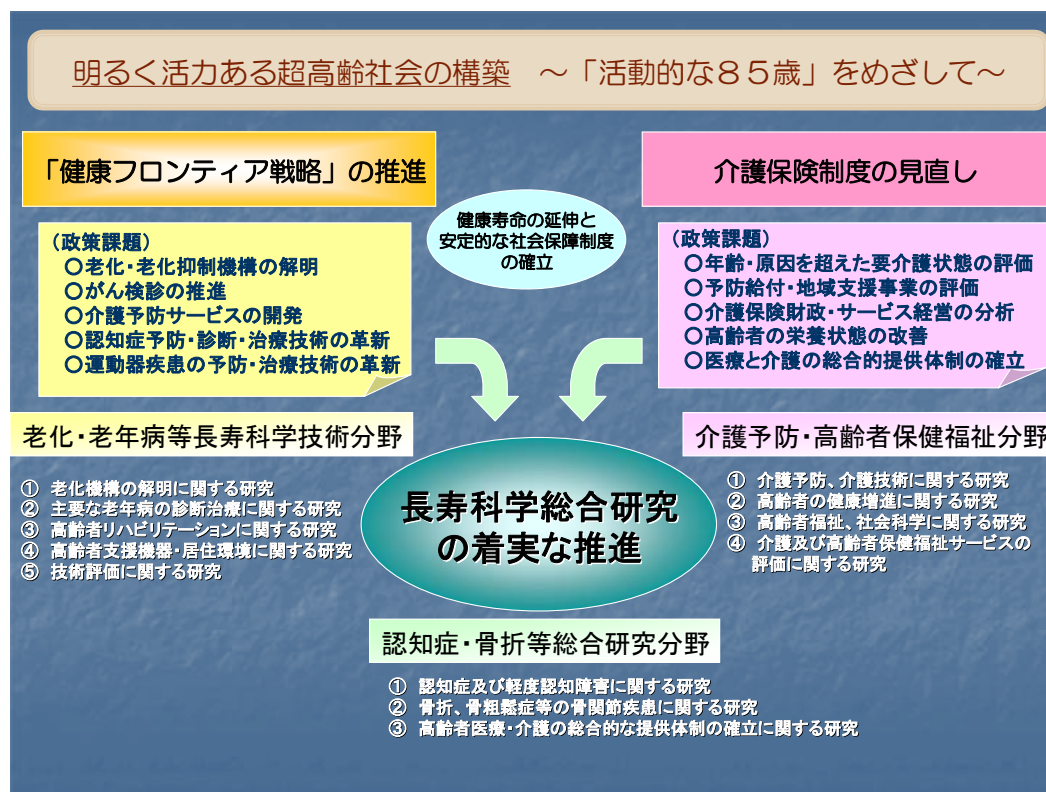 明るく活力ある超高齢社会の構築　～「活動的な８５歳」をめざして～
「健康フロンティア戦略」の推進
介護保険制度の見直し
健康寿命の延伸と
安定的な社会保障制度
の確立
（政策課題）
○老化・老化抑制機構の解明
○がん検診の推進
○介護予防サービスの開発
○認知症予防・診断・治療技術の革新
○運動器疾患の予防・治療技術の革新
（政策課題）
○年齢・原因を超えた要介護状態の評価
○予防給付・地域支援事業の評価
○介護保険財政・サービス経営の分析
○高齢者の栄養状態の改善
○医療と介護の総合的提供体制の確立
老化・老年病等長寿科学技術分野
① 老化機構の解明に関する研究
② 主要な老年病の診断治療に関する研究
③ 高齢者リハビリテーションに関する研究
④ 高齢者支援機器・居住環境に関する研究
⑤ 技術評価に関する研究
長寿科学総合研究
の着実な推進
介護予防・高齢者保健福祉分野
① 介護予防、介護技術に関する研究
② 高齢者の健康増進に関する研究
③ 高齢者福祉、社会科学に関する研究
④ 介護及び高齢者保健福祉サービスの
評価に関する研究
認知症・骨折等総合研究分野
① 認知症及び軽度認知障害に関する研究
② 骨折、骨粗鬆症等の骨関節疾患に関する研究
③ 高齢者医療・介護の総合的な提供体制の確立に関する研究